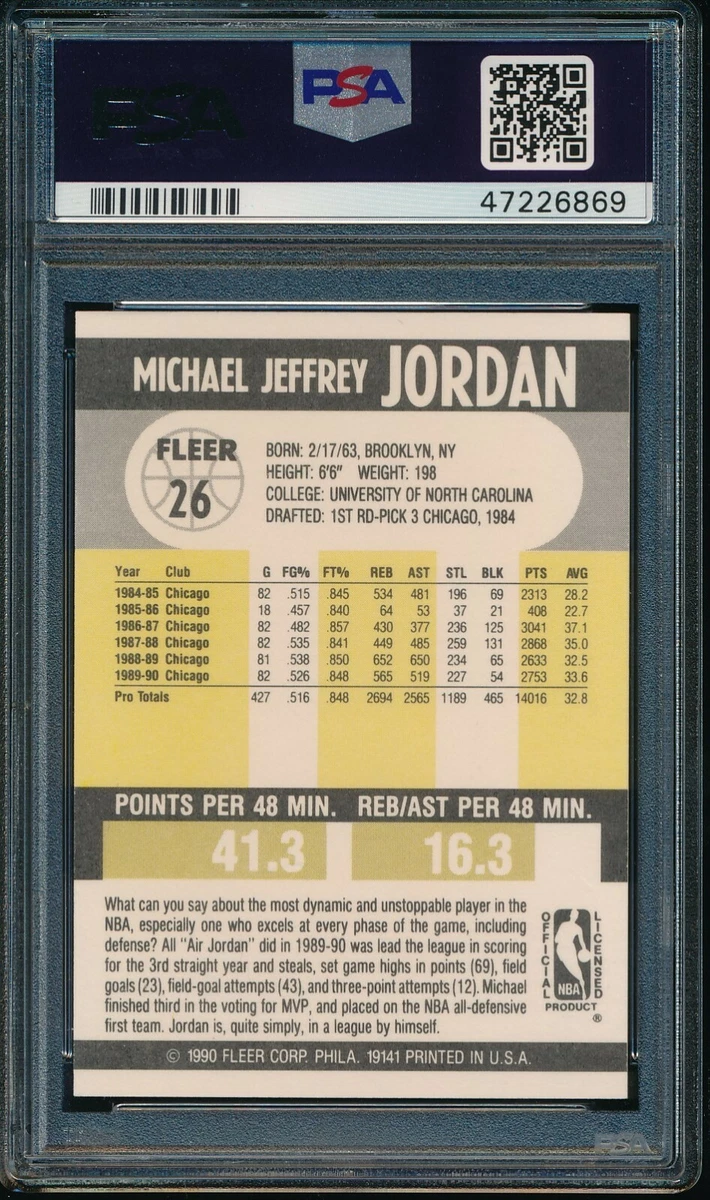 PSA
PSA
47226869
MICHAEL JEFFREY JORDAN
FLEER
26
BORN: 2/17/63, BROOKLYN, NY
HEIGHT: 6'6" WEIGHT: 198
COLLEGE: UNIVERSITY OF NORTH CAROLINA
DRAFTED: 1ST RD-PICK 3 CHICAGO, 1984
Year Club G FG% FT% REB AST STL BLK PTS AVG
1984-85 Chicago 82 .515 .845 534 481 196 69 2313 28.2
1985-86 Chicago 18 .457 .840 64 53 37 21 408 22.7
1986-87 Chicago 82 .482 .857 430 377 236 125 3041 37.1
1987-88 Chicago 82 .535 .841 449 485 259 131 2868 35.0
1988-89 Chicago 81 .538 .850 652 650 234 65 2633 32.5
1989-90 Chicago 82 .526 .848 565 519 227 54 2753 33.6
Pro Totals 427 .516 .848 2694 2565 1189 465 14016 32.8
POINTS PER 48 MIN. REB/AST PER 48 MIN.
41.3 16.3
What can you say about the most dynamic and unstoppable player in the
NBA, especially one who excels at every phase of the game, including
defense? All "Air Jordan" did in 1989-90 was lead the league in scoring
for the 3rd straight year and steals, set game highs in points (69), field
goals (23), field-goal attempts (43), and three-point attempts (12). Michael
finished third in the voting for MVP, and placed on the NBA all-defensive
first team. Jordan is, quite simply, in a league by himself.
OFFICIAL
LICENSED
NBA
PRODUCT
®
© 1990 FLEER CORP. PHILA. 19141 PRINTED IN U.S.A.
PSA